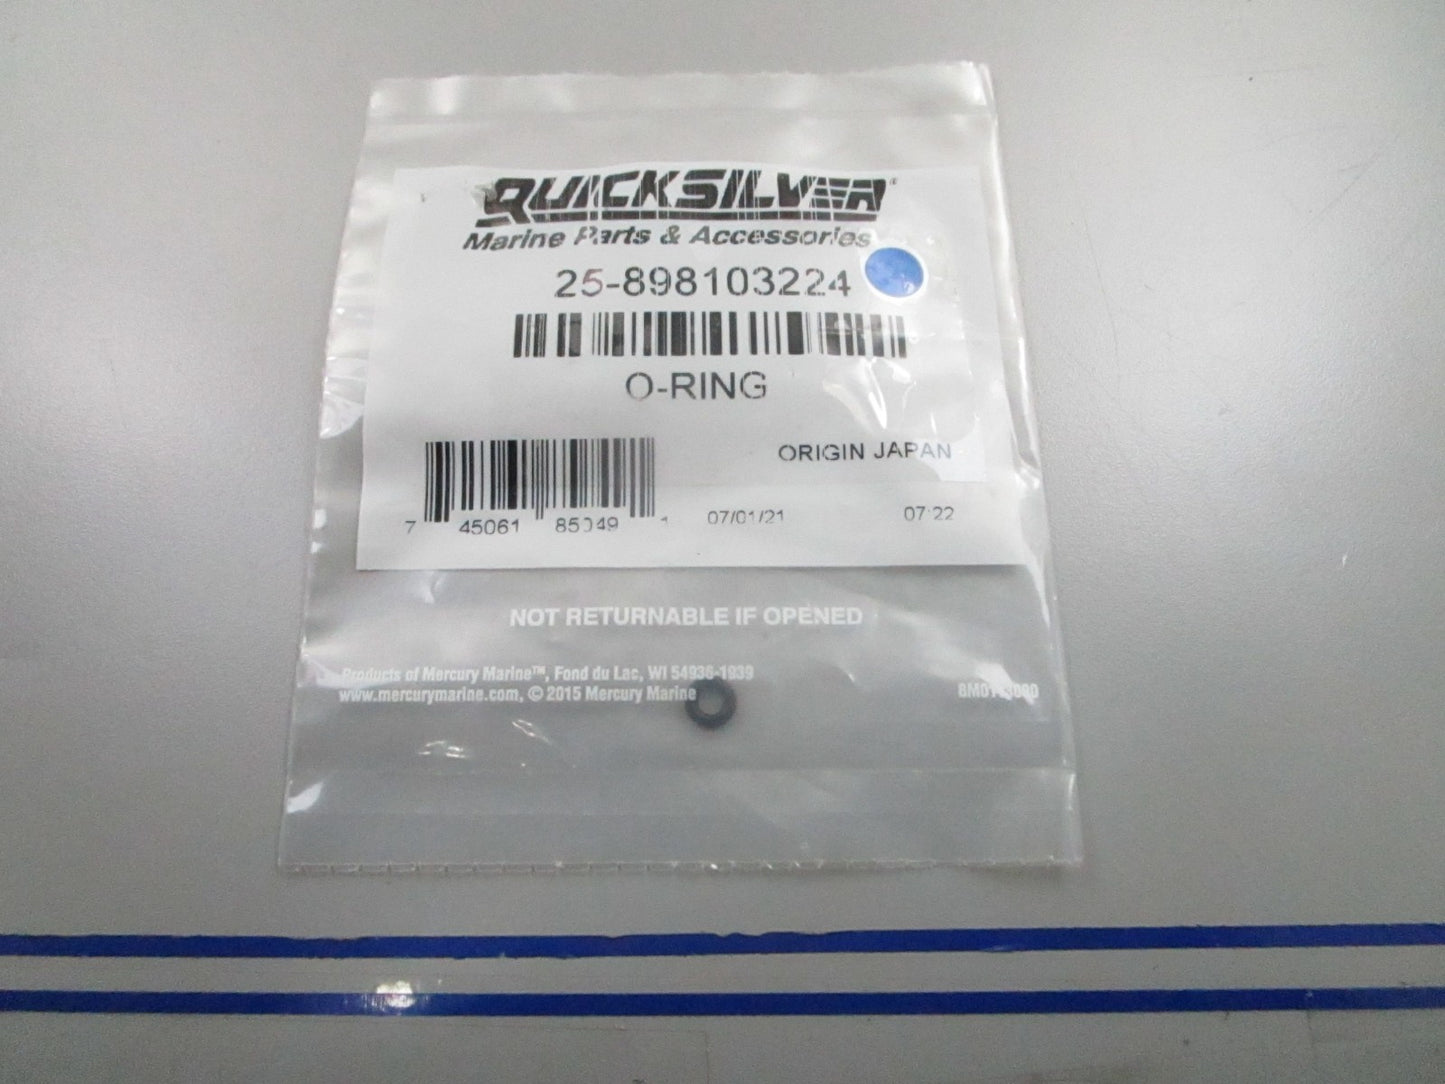 QUICKSILVER®
Marine Parts & Accessories
25-898103224
O-RING
ORIGIN JAPAN
7 45061 85049 1 07/01/21 07:22
NOT RETURNABLE IF OPENED
Products of Mercury Marine™, Fond du Lac, WI 54936-1939
www.mercurymarine.com, © 2015 Mercury Marine